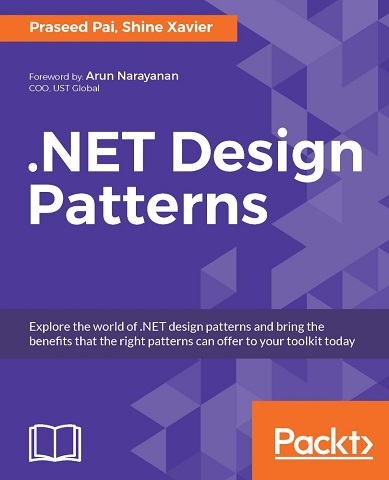 Praseed Pai, Shine Xavier
Foreword by: Arun Narayanan
COO, UST Global
.NET Design
Patterns
Explore the world of .NET design patterns and bring the
benefits that the right patterns can offer to your toolkit today
Packt>